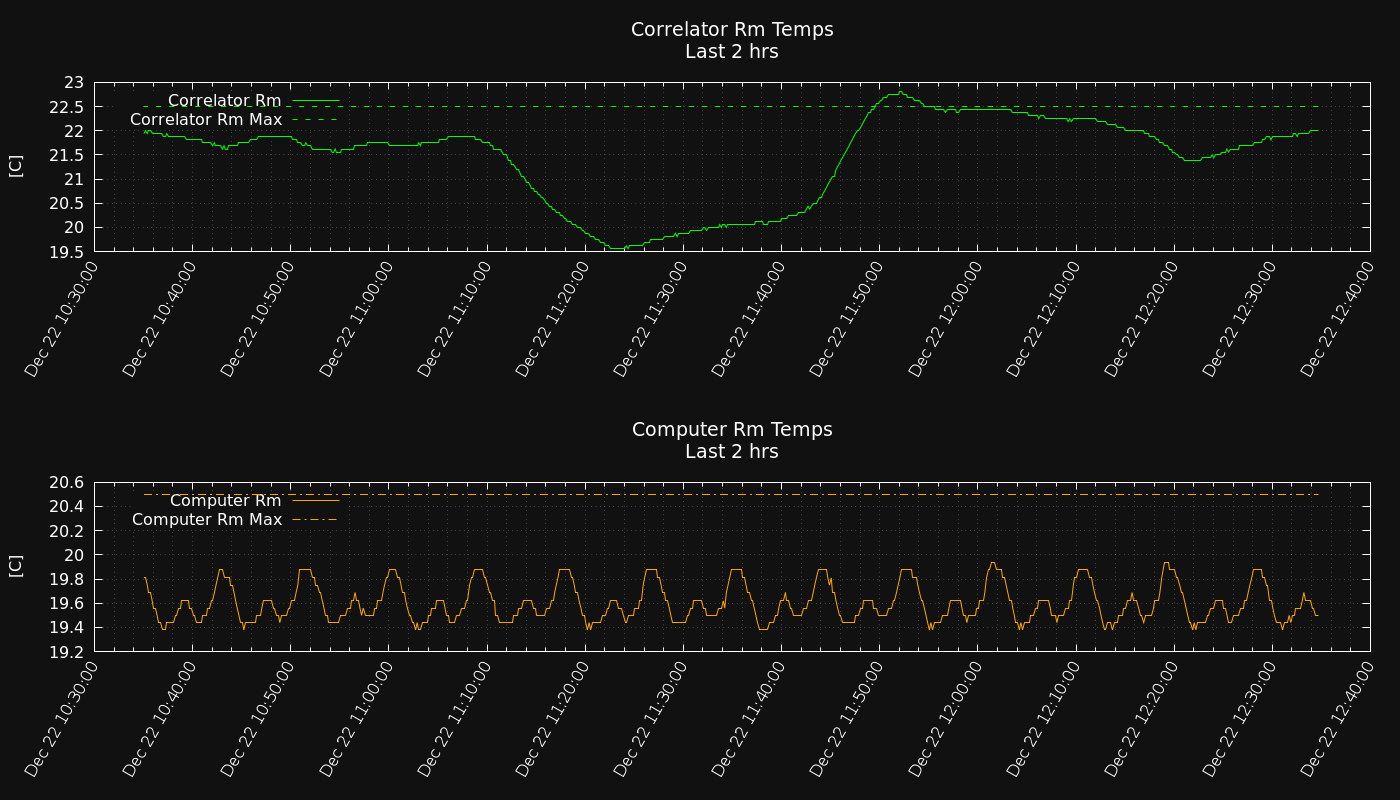 Correlator Rm Temps
Last 2 hrs
23
22.5
22
21.5
21
20.5
20
19.5
[C]
Correlator Rm
Correlator Rm Max
Dec 22 10:30:00
Dec 22 10:40:00
Dec 22 10:50:00
Dec 22 11:00:00
Dec 22 11:10:00
Dec 22 11:20:00
Dec 22 11:30:00
Dec 22 11:40:00
Dec 22 11:50:00
Dec 22 12:00:00
Dec 22 12:10:00
Dec 22 12:20:00
Dec 22 12:30:00
Dec 22 12:40:00
Computer Rm Temps
Last 2 hrs
20.6
20.4
20.2
20
19.8
19.6
19.4
19.2
[C]
Computer Rm
Computer Rm Max
Dec 22 10:30:00
Dec 22 10:40:00
Dec 22 10:50:00
Dec 22 11:00:00
Dec 22 11:10:00
Dec 22 11:20:00
Dec 22 11:30:00
Dec 22 11:40:00
Dec 22 11:50:00
Dec 22 12:00:00
Dec 22 12:10:00
Dec 22 12:20:00
Dec 22 12:30:00
Dec 22 12:40:00